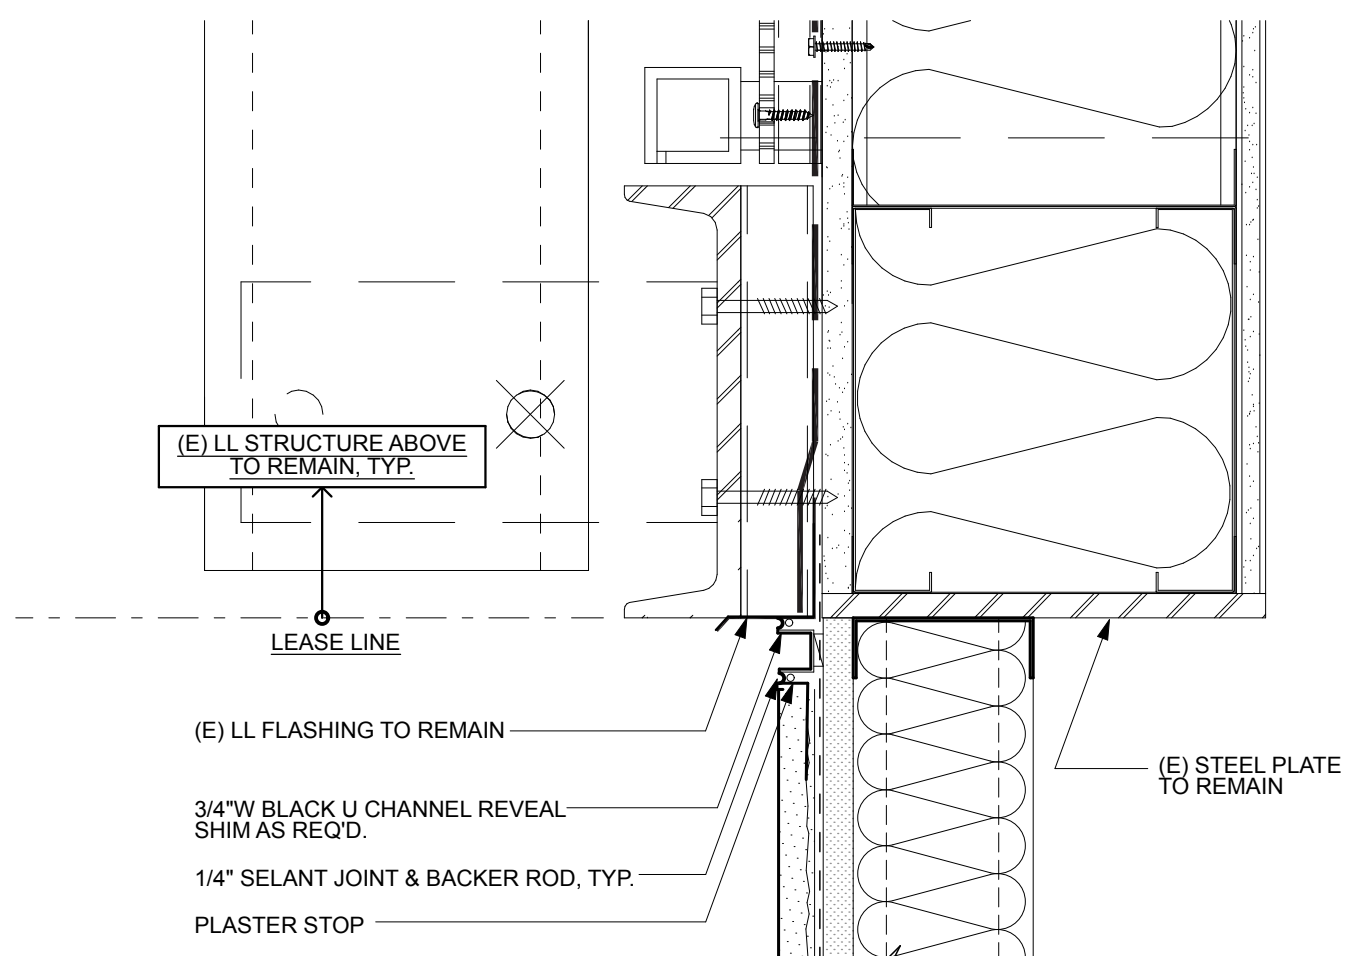 (E) LL STRUCTURE ABOVE
TO REMAIN, TYP.
LEASE LINE
(E) LL FLASHING TO REMAIN
3/4"W BLACK U CHANNEL REVEAL
SHIM AS REQ'D.
1/4" SELANT JOINT & BACKER ROD, TYP.
PLASTER STOP
(E) STEEL PLATE
TO REMAIN